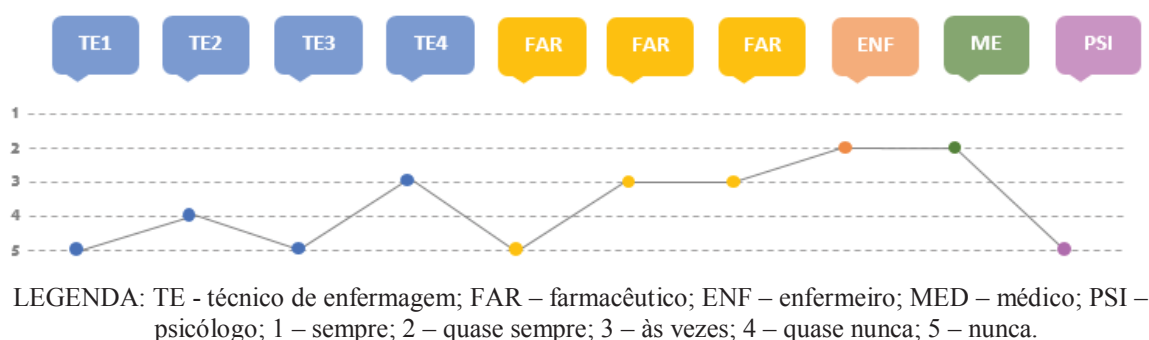 TE1 TE2 TE3 TE4 FAR FAR FAR ENF ME PSI
1
2
3
4
5
LEGENDA: TE - técnico de enfermagem; FAR – farmacêutico; ENF – enfermeiro; MED – médico; PSI –
psicólogo; 1 – sempre; 2 – quase sempre; 3 – às vezes; 4 – quase nunca; 5 – nunca.